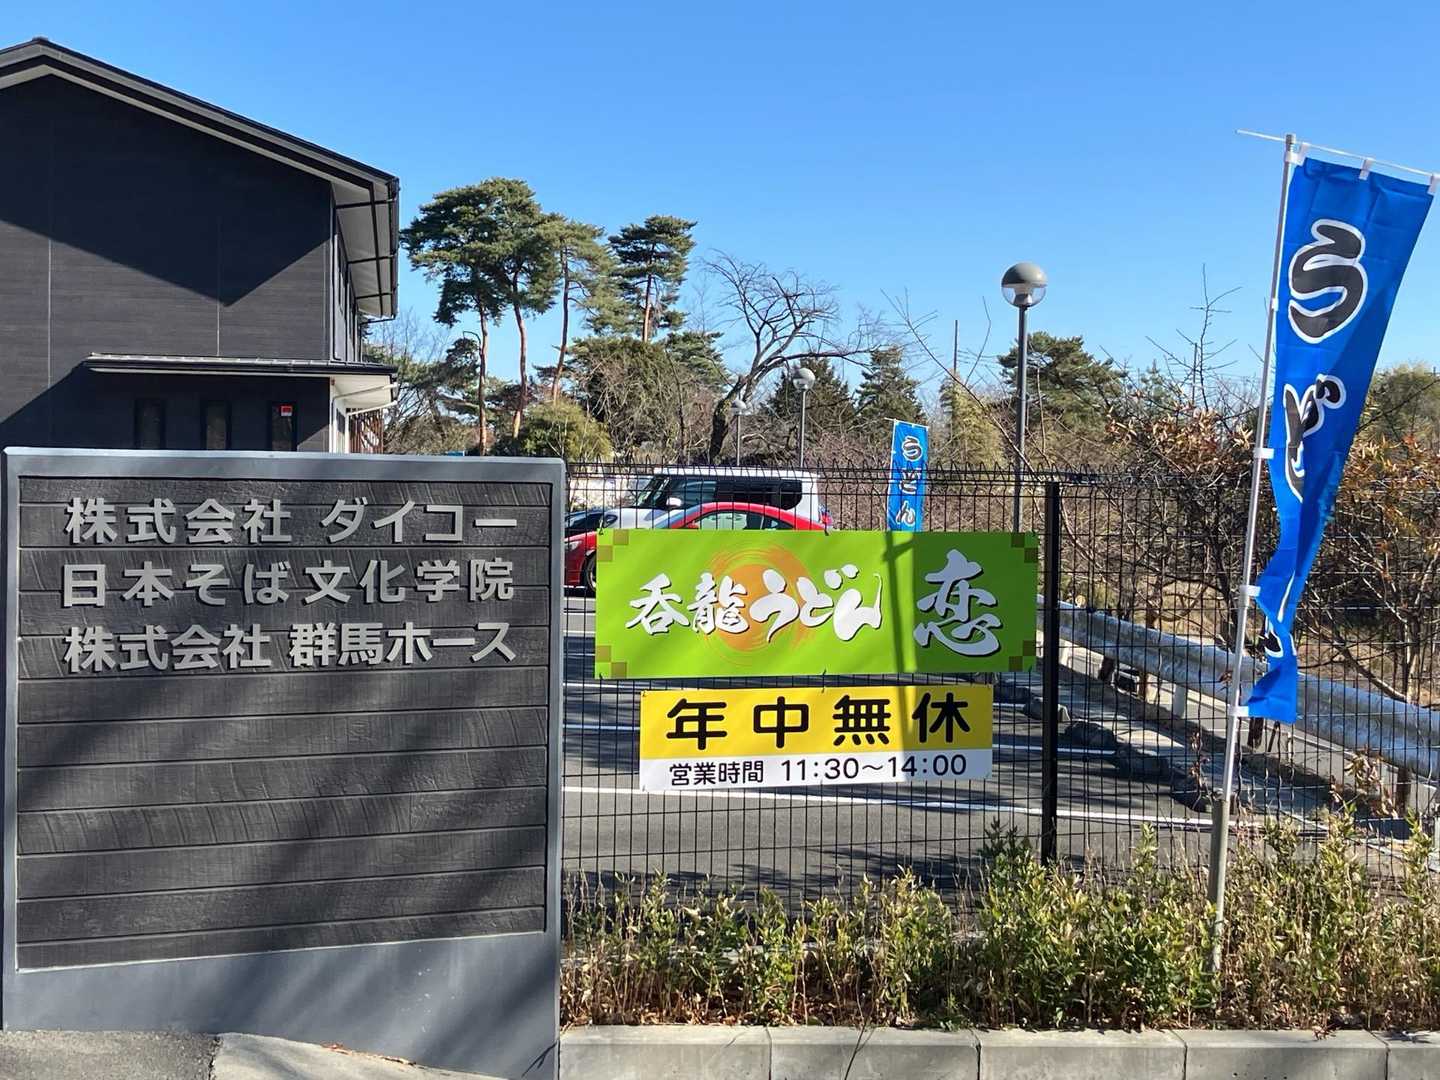 株式会社 ダイコー
日本そば文化学院
株式会社 群馬ホース
呑龍うどん 恋
年中無休
営業時間 11:30～14:00
うどん
うどん